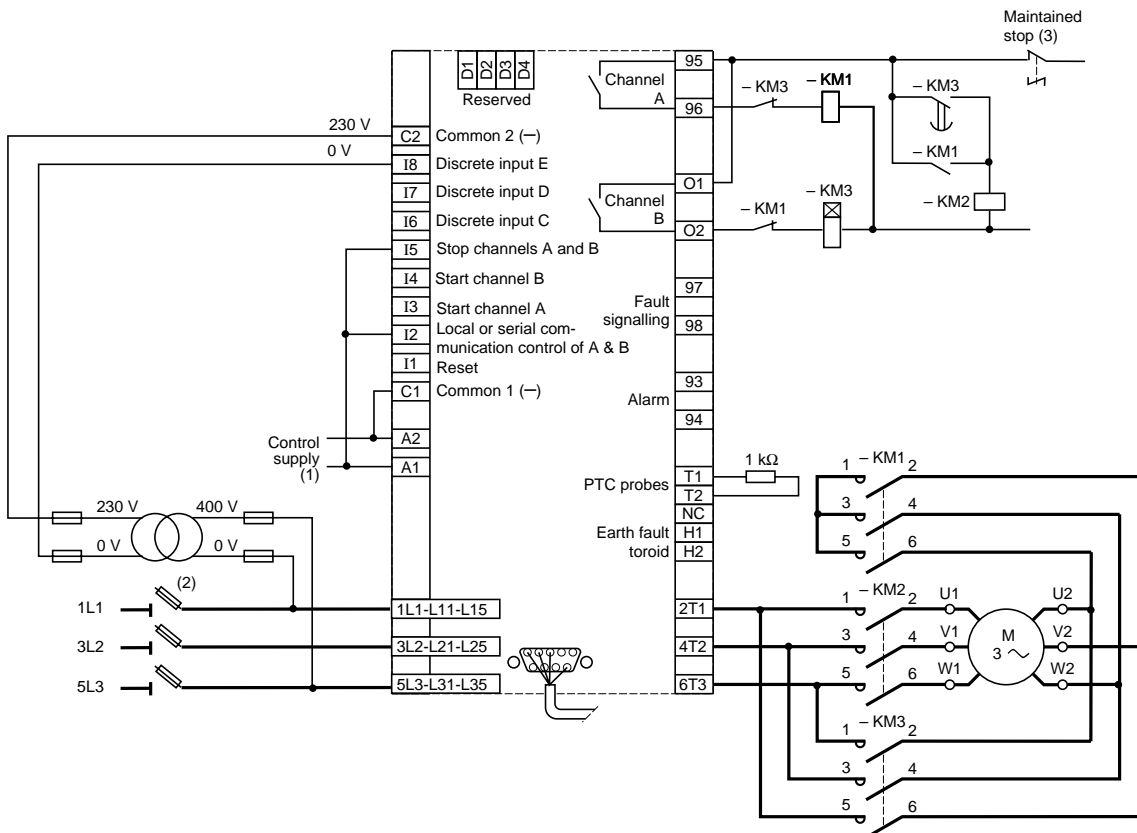 Maintained
stop (3)
D1
D2
D3
D4
Reserved
95
Channel
A
96
– KM3
– KM1
– KM3
– KM1
– KM2
230 V
C2
Common 2 (–)
0 V
I8
Discrete input E
I7
Discrete input D
I6
Discrete input C
I5
Stop channels A and B
I4
Start channel B
I3
Start channel A
I2
Local or serial com-
munication control of A & B
I1
Reset
C1
Common 1 (–)
A2
A1
Control
supply
(1)
O1
Channel
B
O2
– KM1
– KM3
97
Fault
signalling
98
93
Alarm
94
T1
PTC probes
T2
1 kΩ
NC
Earth fault
toroid
H1
H2
230 V
400 V
0 V
0 V
(2)
1L1
1L1-L11-L15
3L2
3L2-L21-L25
5L3
5L3-L31-L35
2T1
4T2
6T3
1
– KM1
2
3
4
5
6
1
– KM2
2
U1
U2
3
4
V1
M
3
V2
5
6
W1
W2
1
– KM3
2
3
4
5
6